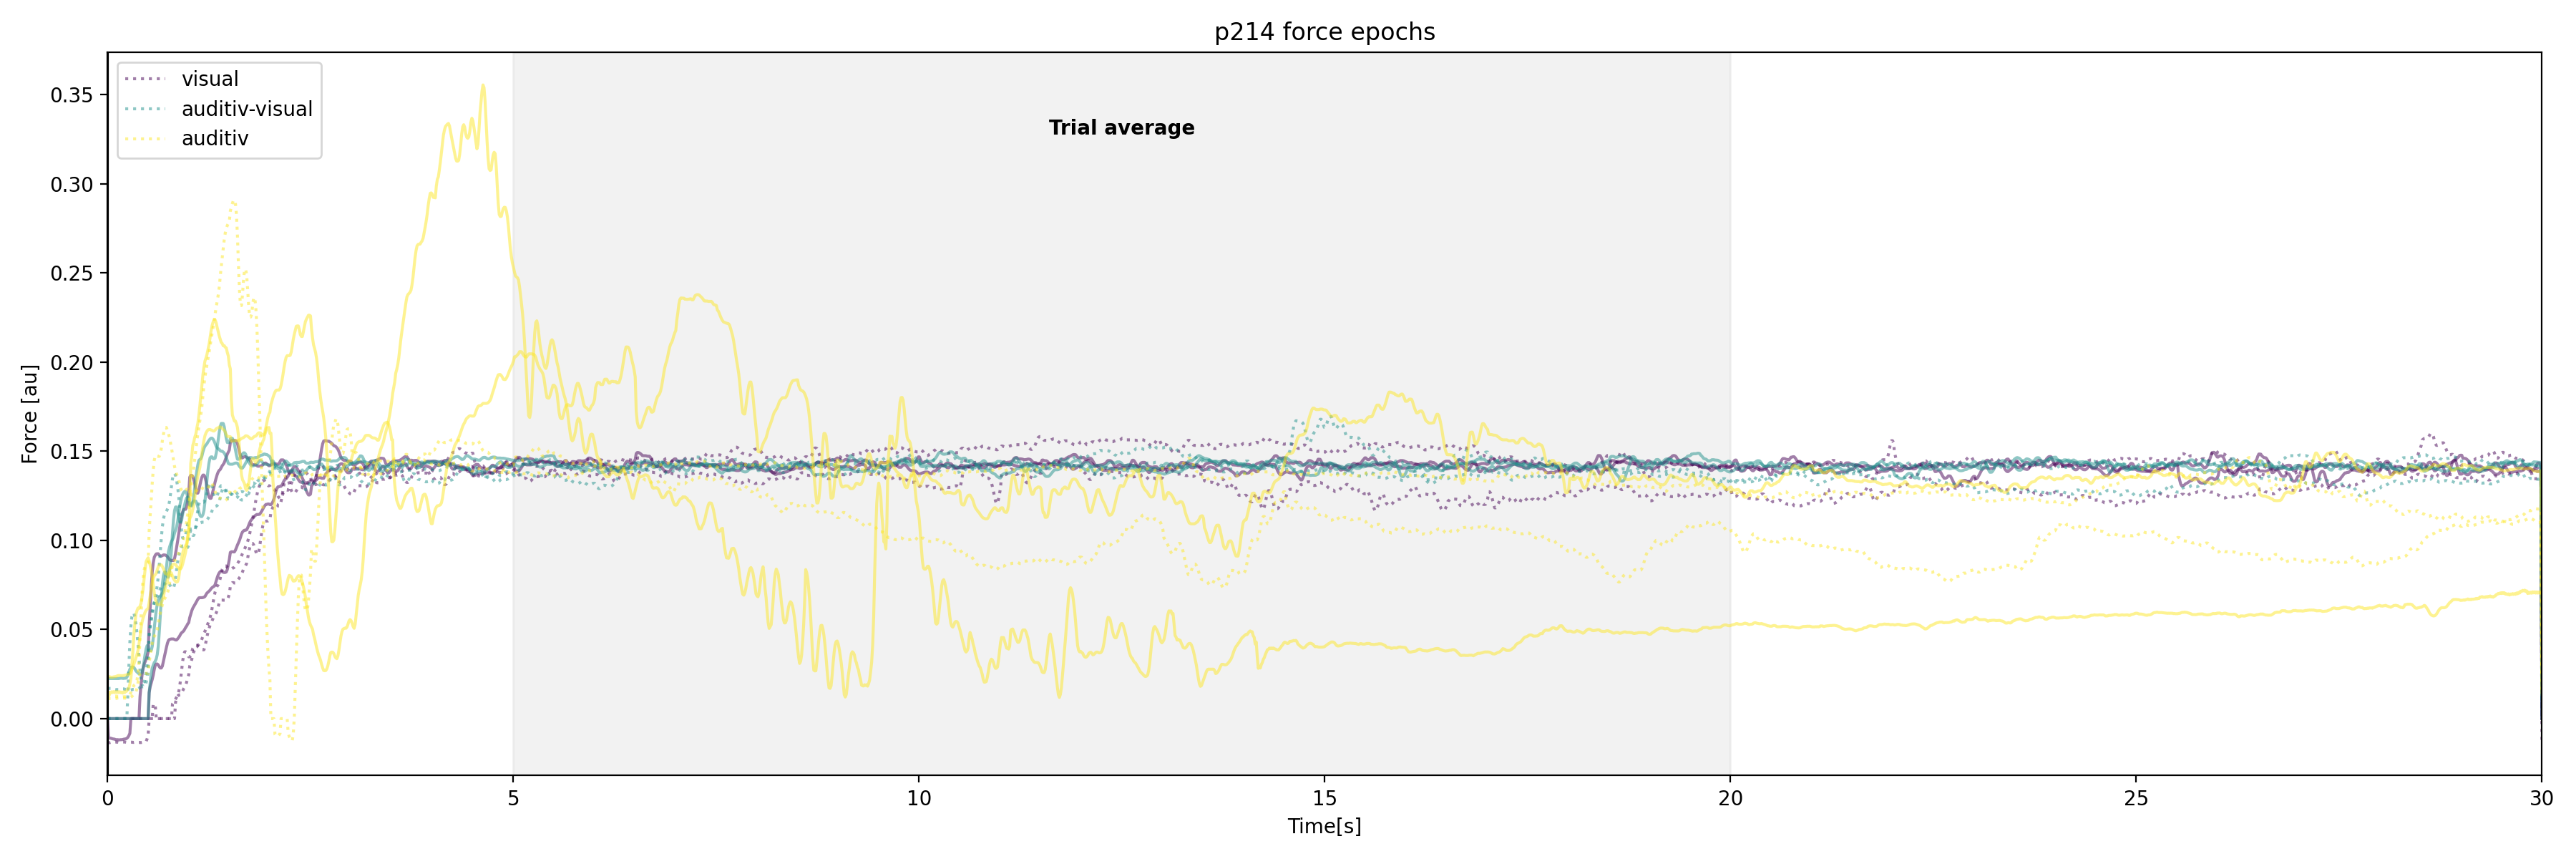 p214 force epochs
visual
auditiv-visual
auditiv
Trial average
Force [au]
0.35
0.30
0.25
0.20
0.15
0.10
0.05
0.00
0 5 10 15 20 25 30
Time[s]